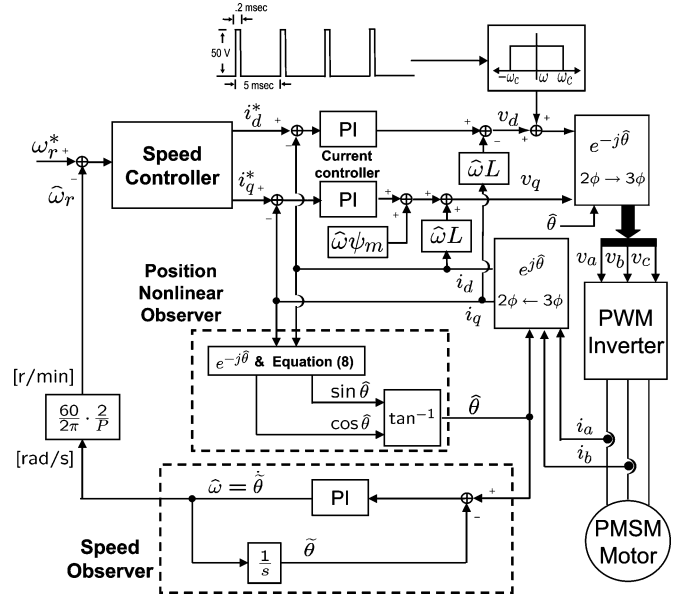 .2 msec
50 V
5 msec
-ω_C ω ω_C
i_d^* + - PI + - v_d + + e^{-jθ̂}
ω_r^* + - Speed Controller Current controller ω̂L 2ϕ → 3ϕ
ω̂_r i_q^* + - PI + + + + v_q
θ̂
ω̂ψ_m ω̂L
v_a v_b v_c
Position Nonlinear Observer
i_d e^{jθ̂}
i_q 2ϕ ← 3ϕ
PWM Inverter
e^{-jθ̂} & Equation (8)
[r/min] sin θ̂
60/2π · 2/P cos θ̂ tan⁻¹ θ̂
i_a
[rad/s] i_b
ω̂ = θ̃̇ PI + -
Speed Observer 1/s θ̃
PMSM Motor